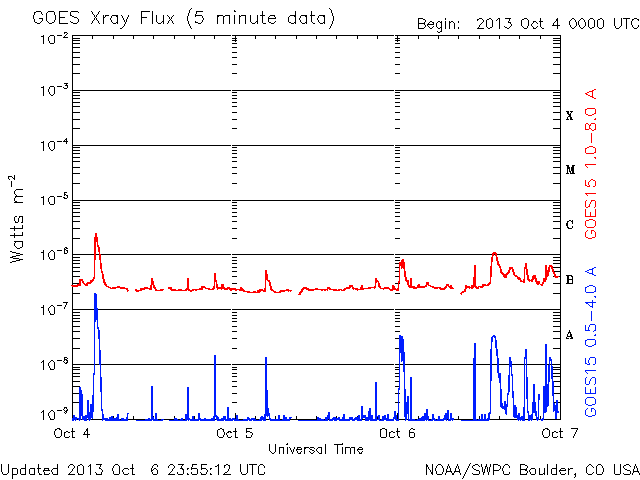 GOES Xray Flux (5 minute data)
Begin: 2013 Oct 4 0000 UTC
10⁻²
10⁻³
10⁻⁴
10⁻⁵
10⁻⁶
10⁻⁷
10⁻⁸
10⁻⁹
Watts m⁻²
X
M
C
B
A
GOES15 1.0-8.0 A
GOES15 0.5-4.0 A
Oct 4
Oct 5
Oct 6
Oct 7
Universal Time
Updated 2013 Oct 6 23:55:12 UTC
NOAA/SWPC Boulder, CO USA